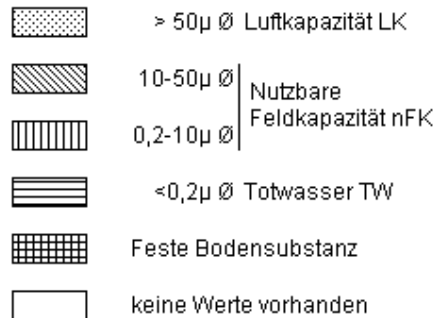 > 50µ Ø Luftkapazität LK
10-50µ Ø
Nutzbare
Feldkapazität nFK
0,2-10µ Ø
<0,2µ Ø Totwasser TW
Feste Bodensubstanz
keine Werte vorhanden